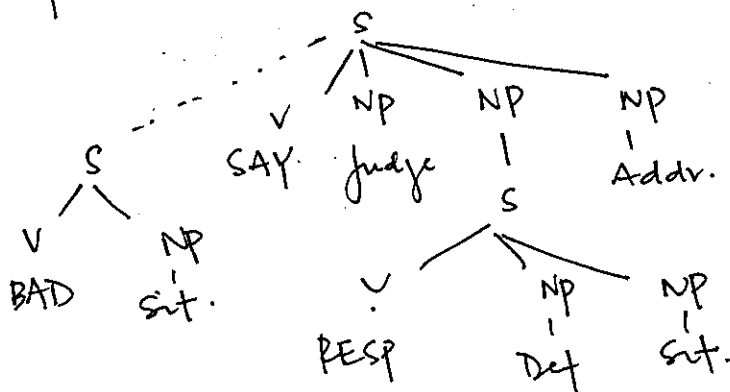 S
V NP NP NP
SAY. Judge Addr.
S S
V NP V NP NP
BAD Sit. RESP Def Sit.